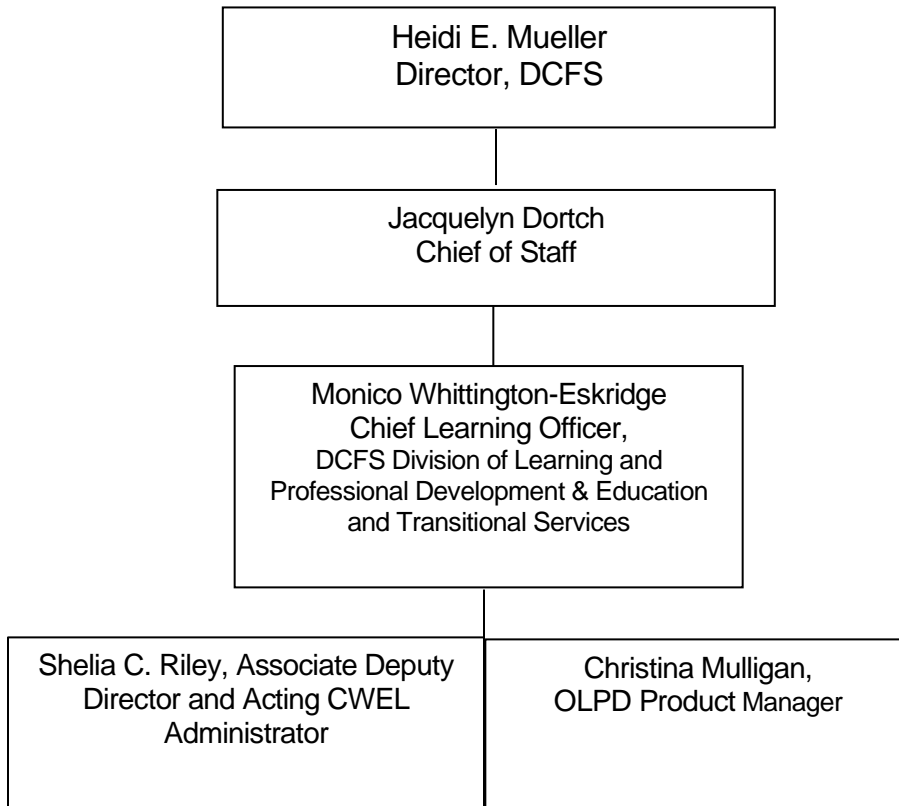 Heidi E. Mueller
Director, DCFS
Jacquelyn Dortch
Chief of Staff
Monico Whittington-Eskridge
Chief Learning Officer,
DCFS Division of Learning and
Professional Development & Education
and Transitional Services
Shelia C. Riley, Associate Deputy
Director and Acting CWEL
Administrator
Christina Mulligan,
OLPD Product Manager